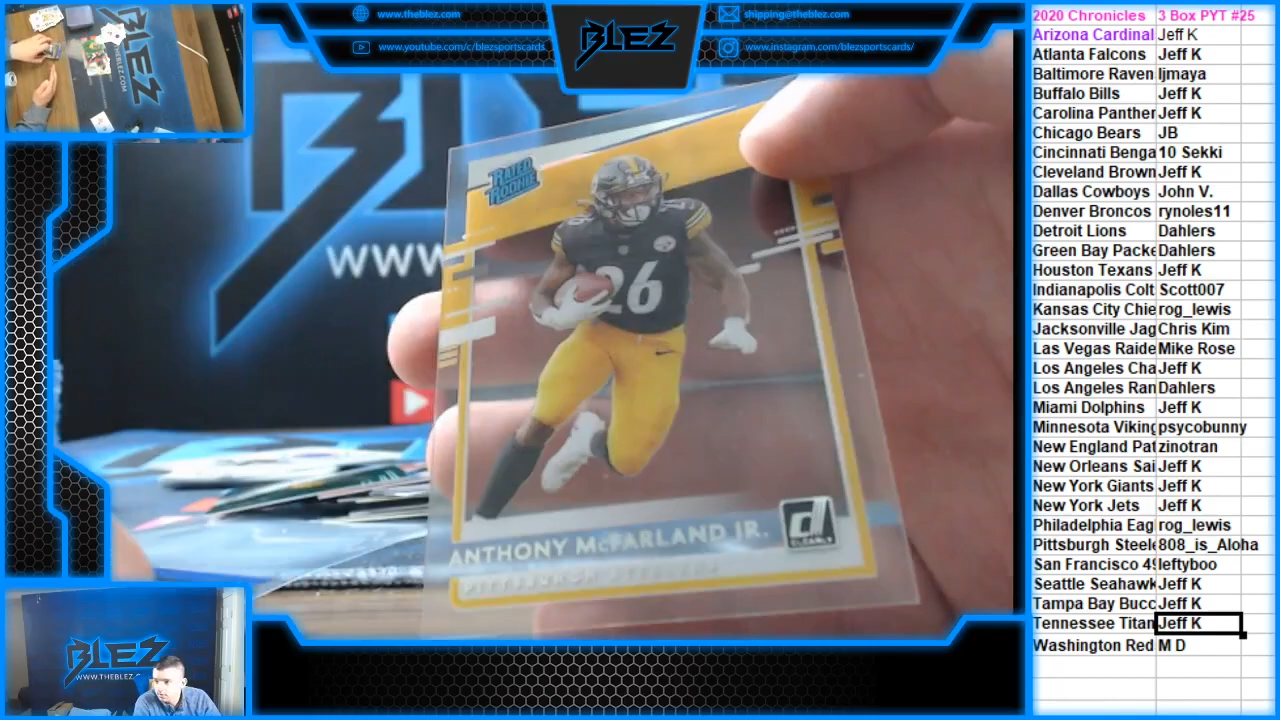 www.theblez.com
www.youtube.com/c/blezsportscards
BLEZ
shipping@theblez.com
www.instagram.com/blezsportscards/
BLEZ
.COM
WWW
RATED
ROOKIE
26
ANTHONY McFARLAND JR.
PITTSBURGH STEELERS
d
CLEARLY
BLEZ
WWW.THEBLEZ.C
2020 Chronicles 3 Box PYT #25
Arizona Cardinal Jeff K
Atlanta Falcons Jeff K
Baltimore Raven ljmaya
Buffalo Bills Jeff K
Carolina Panther Jeff K
Chicago Bears JB
Cincinnati Benga 10 Sekki
Cleveland Brown Jeff K
Dallas Cowboys John V.
Denver Broncos rynoles11
Detroit Lions Dahlers
Green Bay Packe Dahlers
Houston Texans Jeff K
Indianapolis Colt Scott007
Kansas City Chie rog_lewis
Jacksonville Jag Chris Kim
Las Vegas Raide Mike Rose
Los Angeles Cha Jeff K
Los Angeles Ran Dahlers
Miami Dolphins Jeff K
Minnesota Viking psycobunny
New England Pat zinotran
New Orleans Sai Jeff K
New York Giants Jeff K
New York Jets Jeff K
Philadelphia Eag rog_lewis
Pittsburgh Steele 808_is_Aloha
San Francisco 49 leftyboo
Seattle Seahawk Jeff K
Tampa Bay Bucc Jeff K
Tennessee Titan Jeff K
Washington Red M D